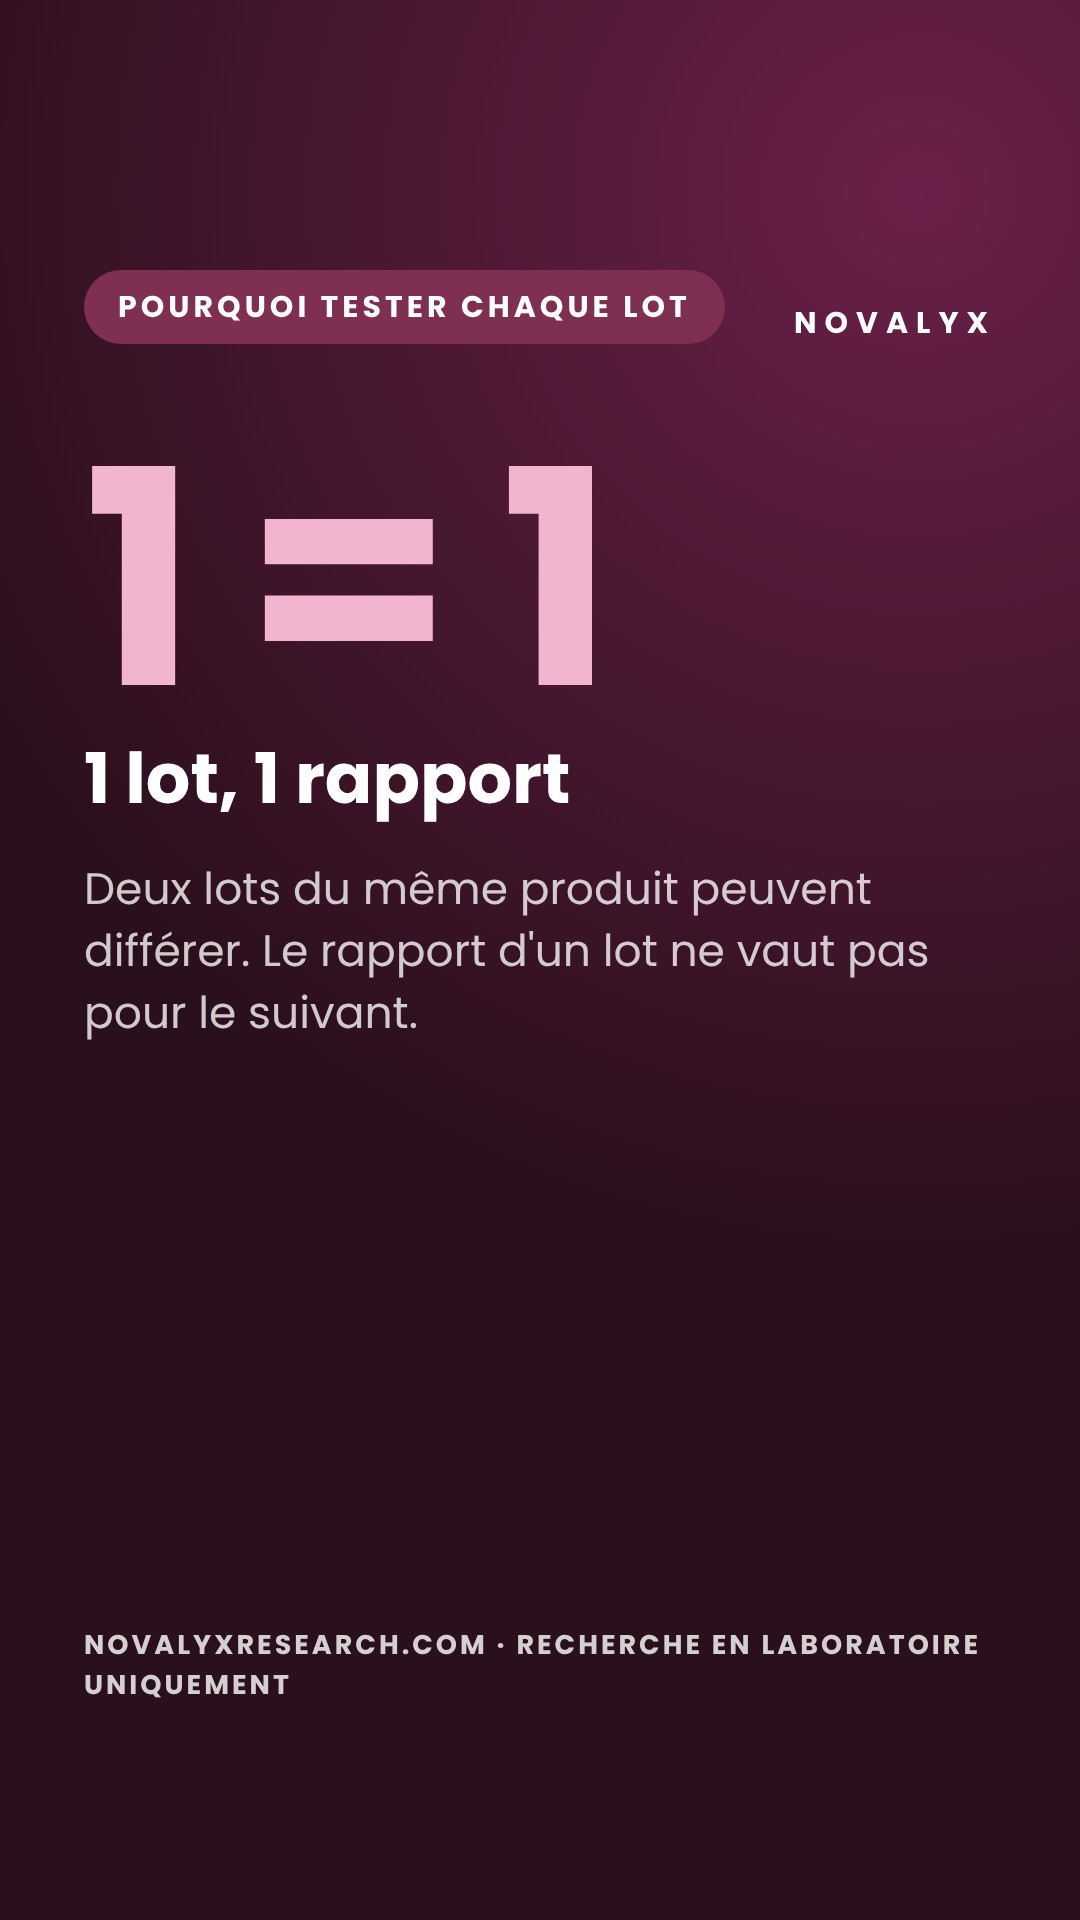 POURQUOI TESTER CHAQUE LOT
NOVALYX
1 = 1
1 lot, 1 rapport
Deux lots du même produit peuvent
différer. Le rapport d'un lot ne vaut pas
pour le suivant.
NOVALYXRESEARCH.COM · RECHERCHE EN LABORATOIRE
UNIQUEMENT